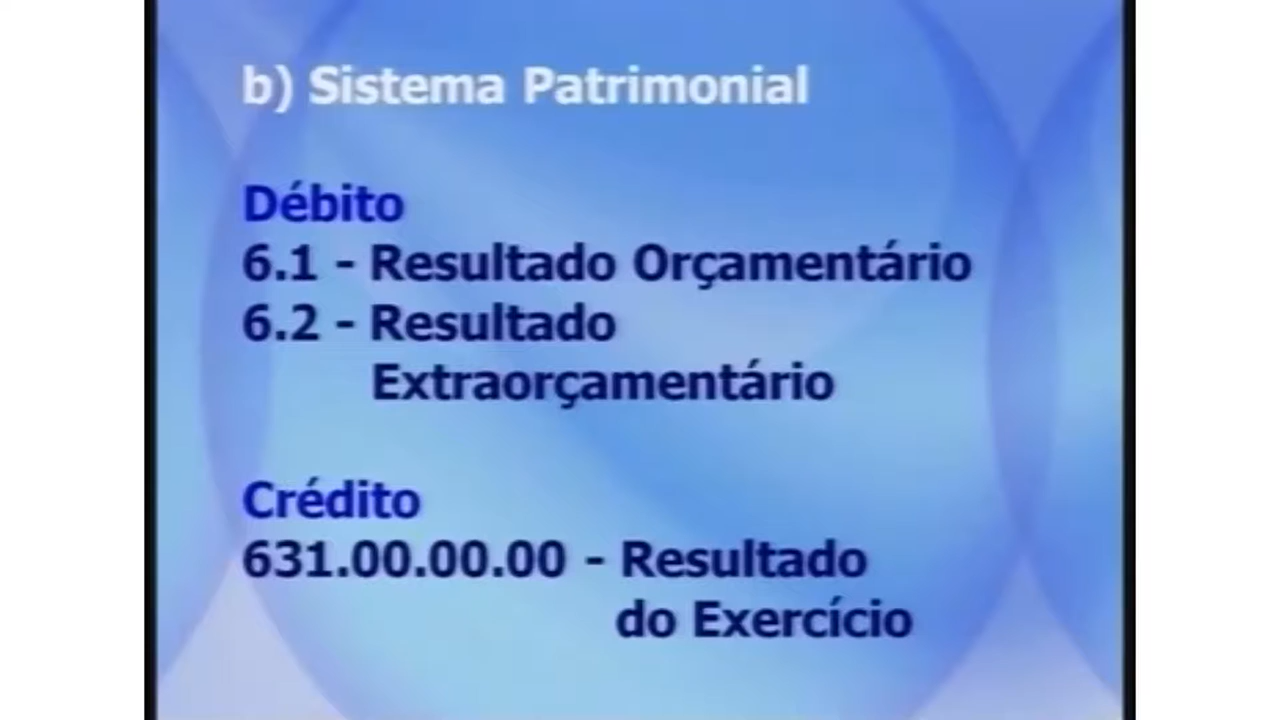 b) Sistema Patrimonial
Débito
6.1 - Resultado Orçamentário
6.2 - Resultado
Extraorçamentário
Crédito
631.00.00.00 - Resultado
do Exercício